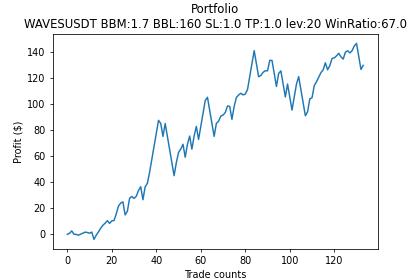 Portfolio
WAVESUSDT BBM:1.7 BBL:160 SL:1.0 TP:1.0 lev:20 WinRatio:67.0
Profit ($)
140
120
100
80
60
40
20
0
0 20 40 60 80 100 120
Trade counts